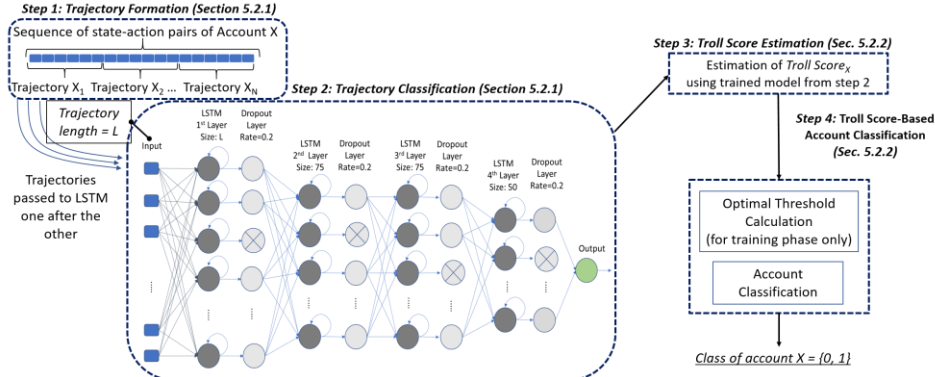 Step 1: Trajectory Formation (Section 5.2.1)
Sequence of state-action pairs of Account X
Trajectory X1 Trajectory X2 ... Trajectory XN
Trajectory
length = L
Input
Trajectories
passed to LSTM
one after the
other
Step 2: Trajectory Classification (Section 5.2.1)
LSTM
1st Layer
Size: L
Dropout
Layer
Rate=0.2
LSTM
2nd Layer
Size: 75
Dropout
Layer
Rate=0.2
LSTM
3rd Layer
Size: 75
Dropout
Layer
Rate=0.2
LSTM
4th Layer
Size: 50
Dropout
Layer
Rate=0.2
Output
Step 3: Troll Score Estimation (Sec. 5.2.2)
Estimation of Troll ScoreX
using trained model from step 2
Step 4: Troll Score-Based
Account Classification
(Sec. 5.2.2)
Optimal Threshold
Calculation
(for training phase only)
Account
Classification
Class of account X = {0, 1}